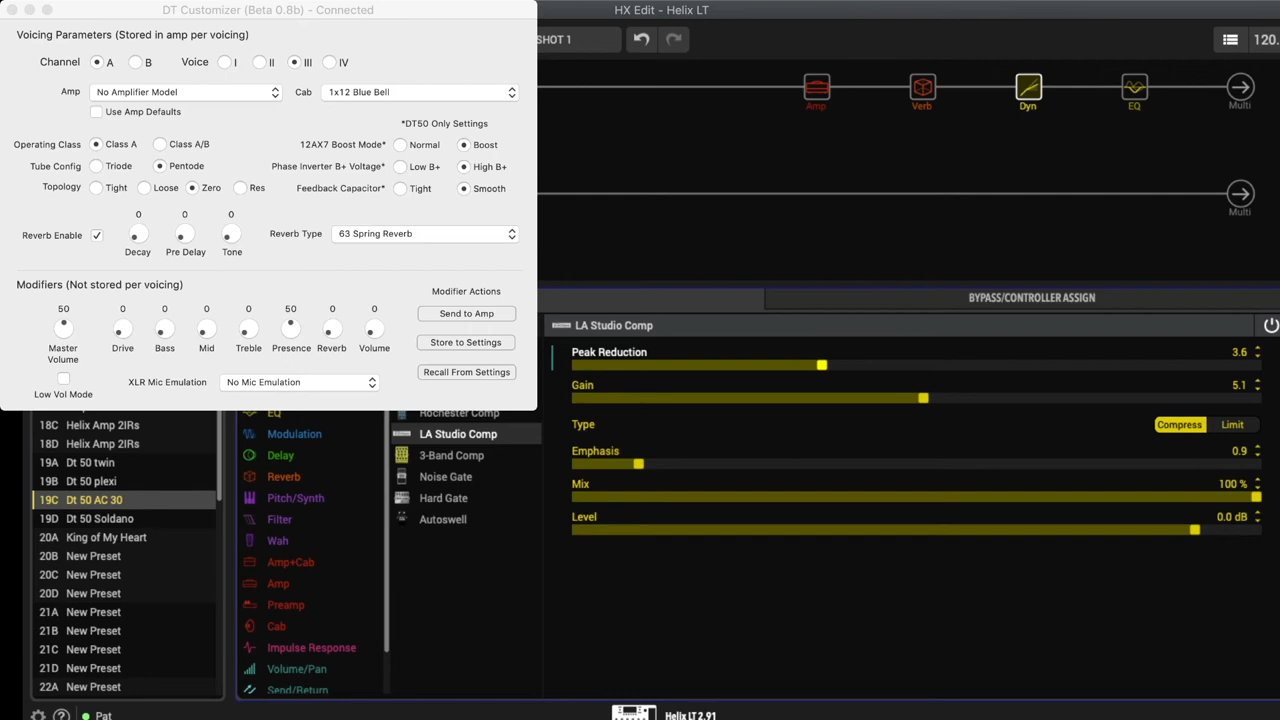 DT Customizer (Beta 0.8b) - Connected
HX Edit - Helix LT
Voicing Parameters (Stored in amp per voicing)
Channel A B Voice I II III IV
Amp No Amplifier Model Cab 1x12 Blue Bell
Use Amp Defaults
*DT50 Only Settings
Operating Class Class A Class A/B 12AX7 Boost Mode* Normal Boost
Tube Config Triode Pentode Phase Inverter B+ Voltage* Low B+ High B+
Topology Tight Loose Zero Res Feedback Capacitor* Tight Smooth
0 0 0
Reverb Enable Reverb Type 63 Spring Reverb
Decay Pre Delay Tone
Modifiers (Not stored per voicing)
Modifier Actions
50 0 0 0 0 50 0 0
Send to Amp
Master Volume Drive Bass Mid Treble Presence Reverb Volume
Store to Settings
Recall From Settings
XLR Mic Emulation No Mic Emulation
Low Vol Mode
SHOT 1
120.
Amp Verb Dyn EQ Multi
Multi
BYPASS/CONTROLLER ASSIGN
LA Studio Comp
Peak Reduction 3.6
Gain 5.1
Type Compress Limit
Emphasis 0.9
Mix 100 %
Level 0.0 dB
18C Helix Amp 2IRs
18D Helix Amp 2IRs
19A Dt 50 twin
19B Dt 50 plexi
19C Dt 50 AC 30
19D Dt 50 Soldano
20A King of My Heart
20B New Preset
20C New Preset
20D New Preset
21A New Preset
21B New Preset
21C New Preset
21D New Preset
22A New Preset
EQ
Modulation
Delay
Reverb
Pitch/Synth
Filter
Wah
Amp+Cab
Amp
Preamp
Cab
Impulse Response
Volume/Pan
Send/Return
Rochester Comp
LA Studio Comp
3-Band Comp
Noise Gate
Hard Gate
Autoswell
? Pat
Helix LT 2.91